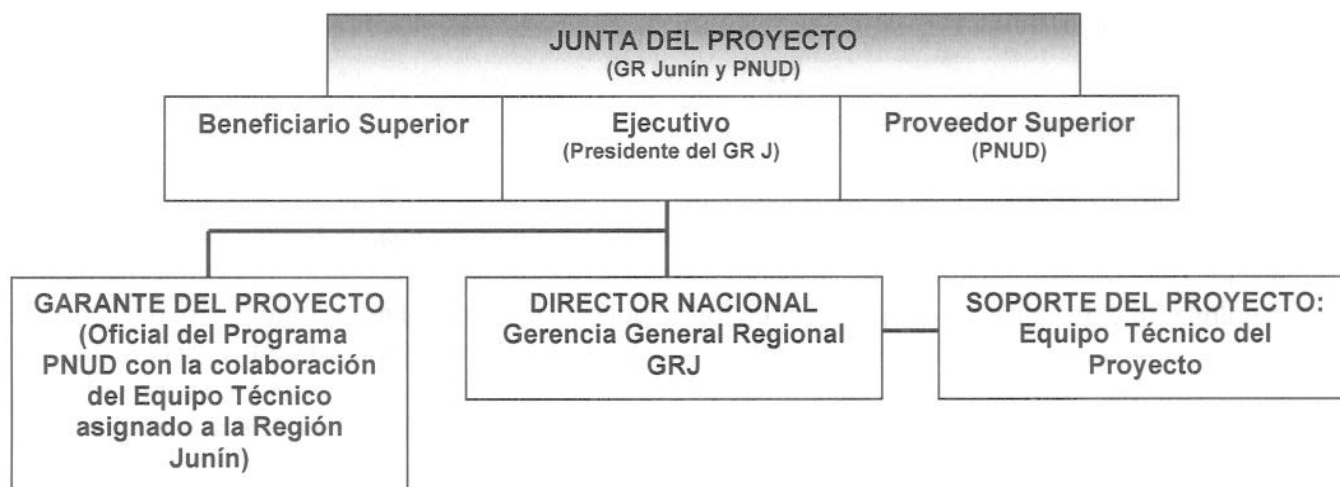 JUNTA DEL PROYECTO
(GR Junín y PNUD)
Beneficiario Superior
Ejecutivo
(Presidente del GR J)
Proveedor Superior
(PNUD)
GARANTE DEL PROYECTO
(Oficial del Programa
PNUD con la colaboración
del Equipo Técnico
asignado a la Región
Junín)
DIRECTOR NACIONAL
Gerencia General Regional
GRJ
SOPORTE DEL PROYECTO:
Equipo Técnico del
Proyecto